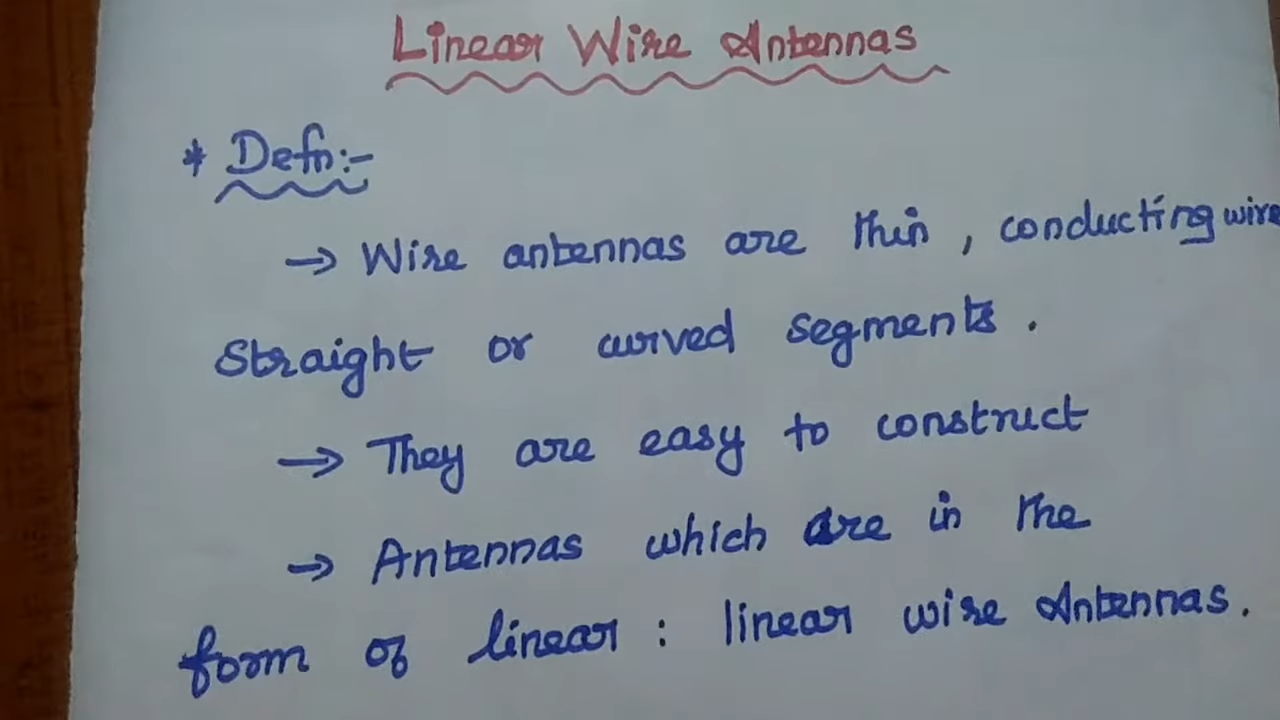 Linear Wire Antennas
* Defn:-
→ Wire antennas are thin, conducting wire
Straight or curved segments.
→ They are easy to construct
→ Antennas which are in the
form of linear : linear wire Antennas.